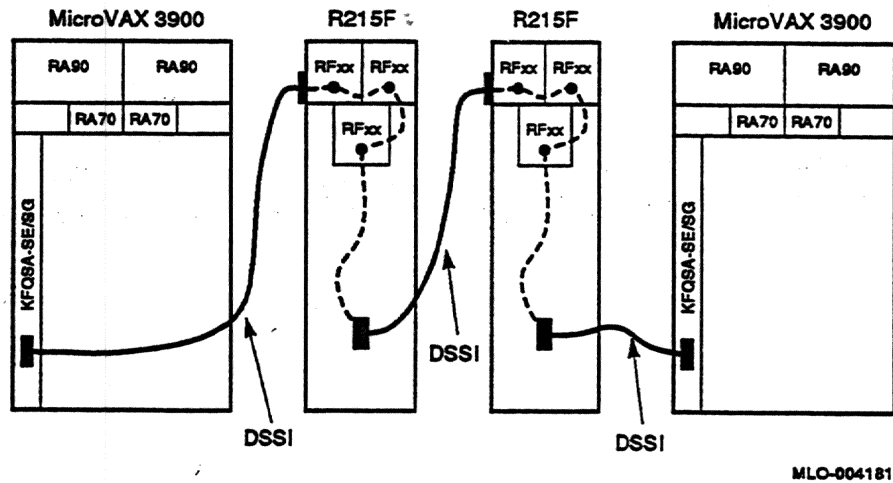 MicroVAX 3900
R215F
R215F
MicroVAX 3900
RA90
RA90
RFxx
RFxx
RFxx
RFxx
RA90
RA90
RA70
RA70
RFxx
RFxx
RA70
RA70
KFQSA-SE/SG
KFQSA-SE/SG
DSSI
DSSI
DSSI
MLO-004181